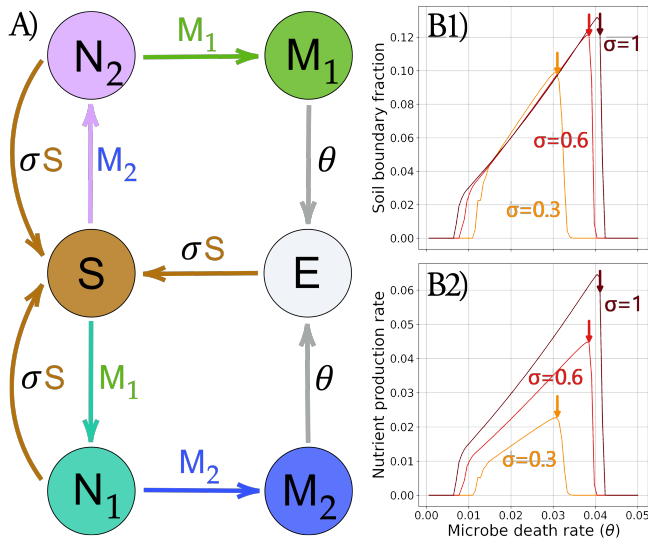 A)
N₂
M₁
M₁
σS
M₂
θ
S
σS
E
σS
M₁
θ
N₁
M₂
M₂
B1)
Soil boundary fraction
0.12
0.10
0.08
0.06
0.04
0.02
0.00
σ=1
σ=0.6
σ=0.3
B2)
Nutrient production rate
0.06
0.05
0.04
0.03
0.02
0.01
0.00
σ=1
σ=0.6
σ=0.3
0.00 0.01 0.02 0.03 0.04 0.05
Microbe death rate (θ)